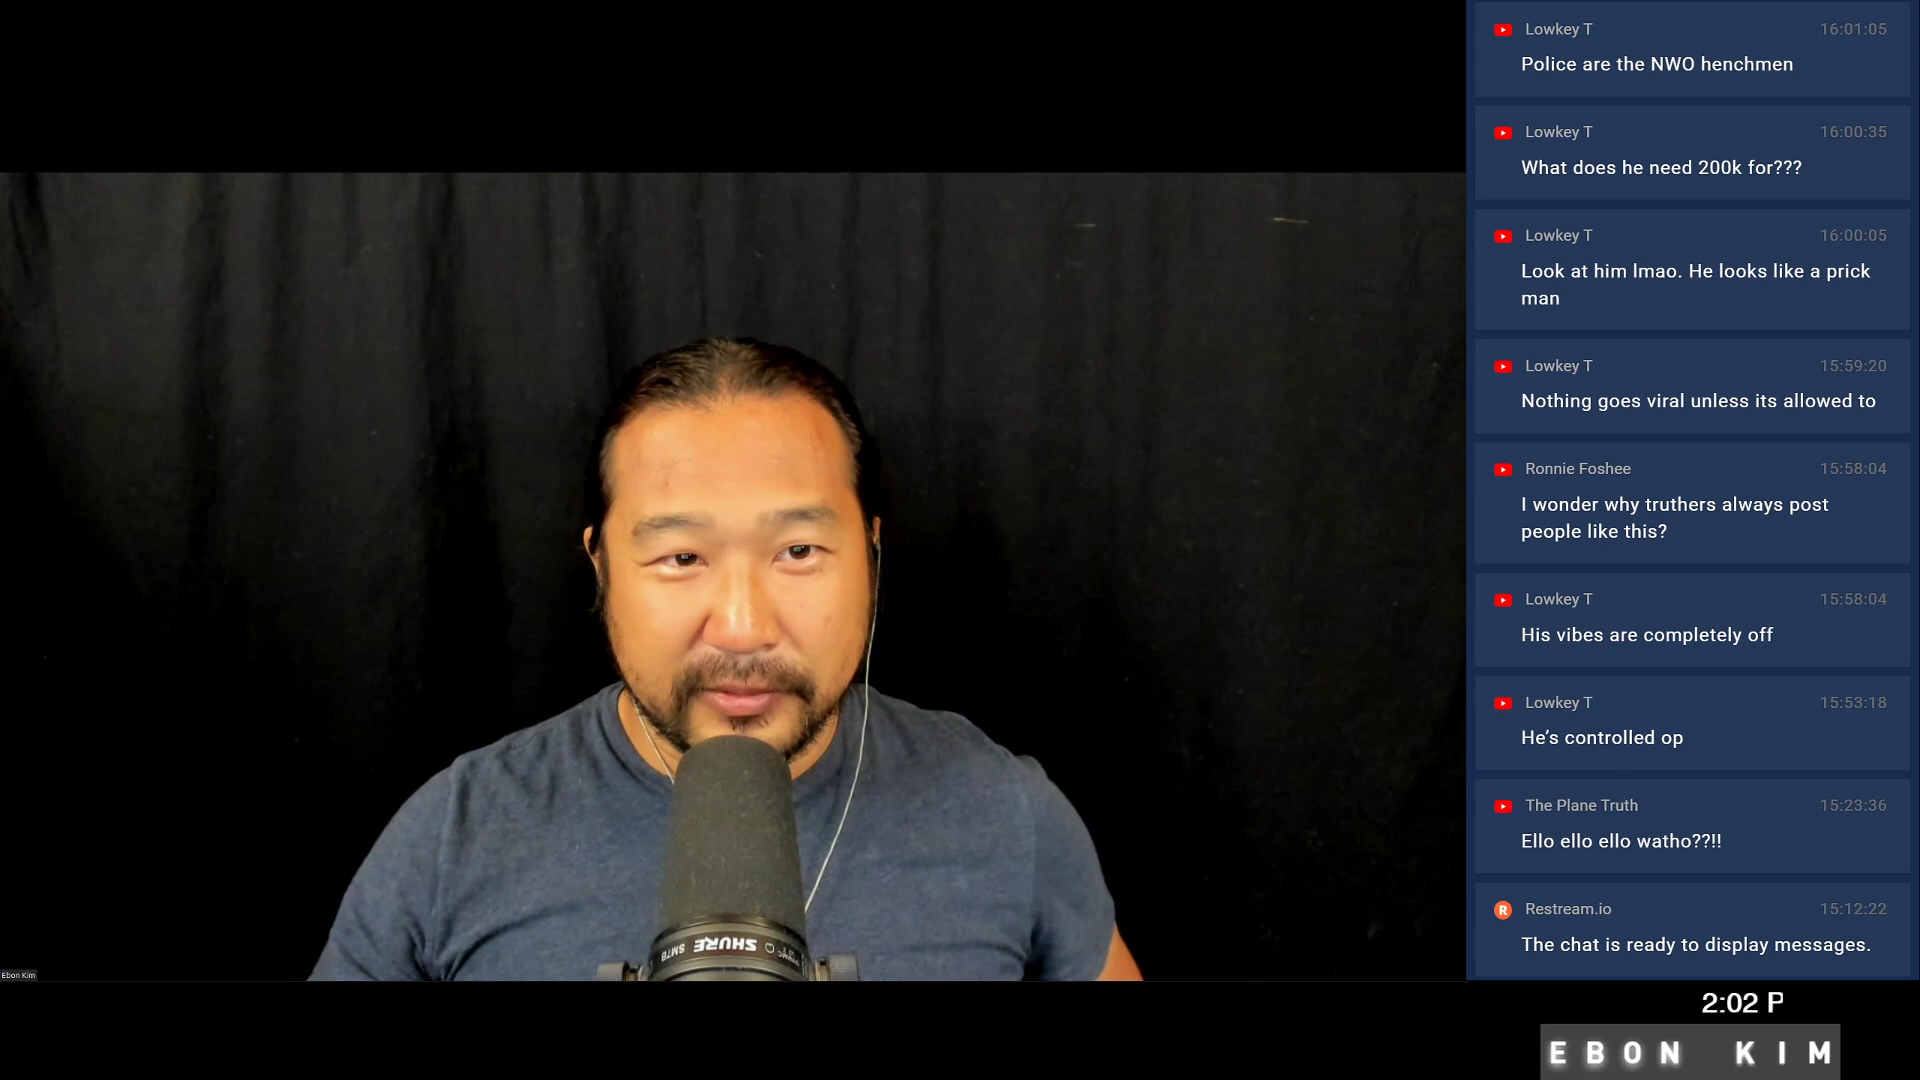 Lowkey T 16:01:05
Police are the NWO henchmen
Lowkey T 16:00:35
What does he need 200k for???
Lowkey T 16:00:05
Look at him lmao. He looks like a prick
man
Lowkey T 15:59:20
Nothing goes viral unless its allowed to
Ronnie Foshee 15:58:04
I wonder why truthers always post
people like this?
Lowkey T 15:58:04
His vibes are completely off
Lowkey T 15:53:18
He’s controlled op
The Plane Truth 15:23:36
Ello ello ello watho??!!
R Restream.io 15:12:22
The chat is ready to display messages.
SHURE SM7B
Ebon Kim
2:02 P
EBON KIM